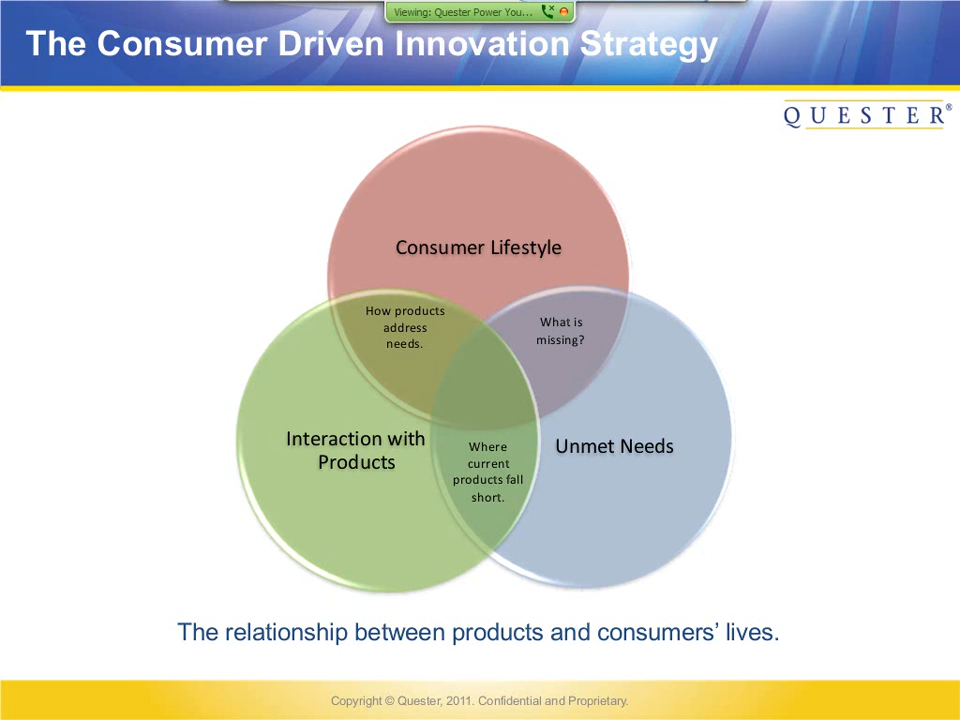 Viewing: Quester Power You...
The Consumer Driven Innovation Strategy
QUESTER®
Consumer Lifestyle
How products
address
needs.
What is
missing?
Interaction with
Products
Where
current
products fall
short.
Unmet Needs
The relationship between products and consumers’ lives.
Copyright © Quester, 2011. Confidential and Proprietary.